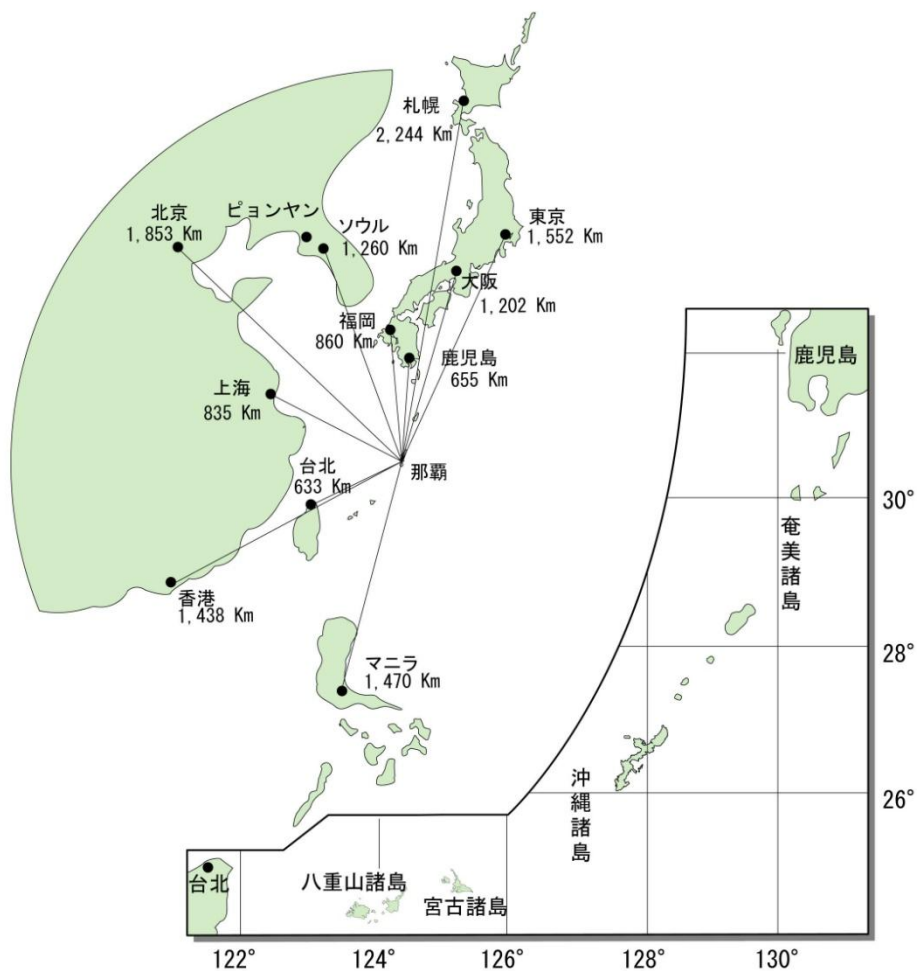 札幌
2,244 Km
東京
1,552 Km
北京
1,853 Km
ピョンヤン
ソウル
1,260 Km
大阪
1,202 Km
福岡
860 Km
鹿児島
655 Km
上海
835 Km
那覇
台北
633 Km
香港
1,438 Km
マニラ
1,470 Km
鹿児島
30°
奄美諸島
28°
沖縄諸島
26°
台北
八重山諸島
宮古諸島
122°
124°
126°
128°
130°